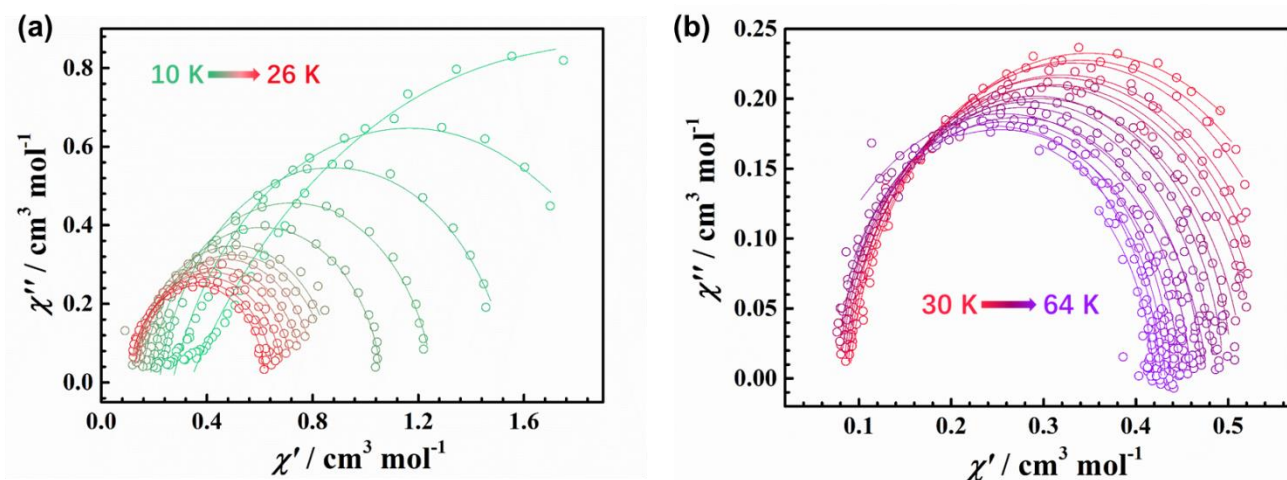 (a)
0.8
0.6
0.4
0.2
0.0
χ'' / cm³ mol⁻¹
10 K 26 K
0.0 0.4 0.8 1.2 1.6
χ' / cm³ mol⁻¹
(b)
0.25
0.20
0.15
0.10
0.05
0.00
χ'' / cm³ mol⁻¹
30 K 64 K
0.1 0.2 0.3 0.4 0.5
χ' / cm³ mol⁻¹